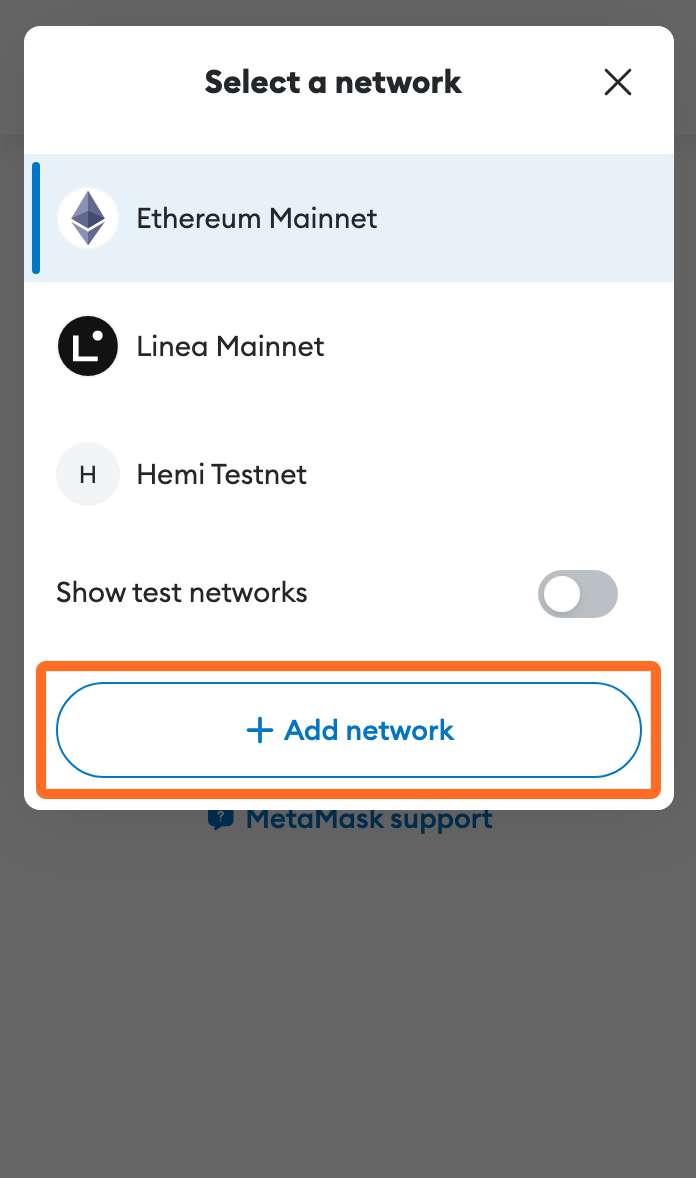 Select a network
Ethereum Mainnet
L
Linea Mainnet
H
Hemi Testnet
Show test networks
+ Add network
? MetaMask support